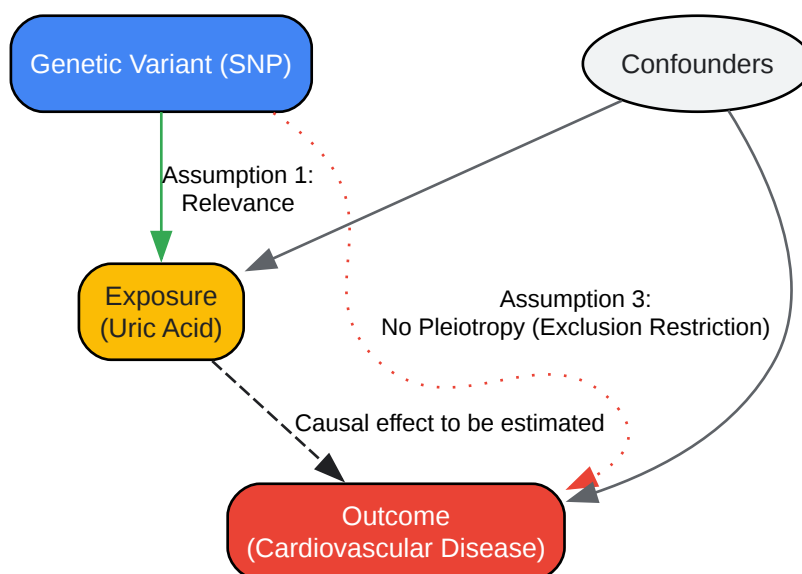 Genetic Variant (SNP)
Confounders
Assumption 1:
Relevance
Exposure
(Uric Acid)
Assumption 3:
No Pleiotropy (Exclusion Restriction)
Causal effect to be estimated
Outcome
(Cardiovascular Disease)